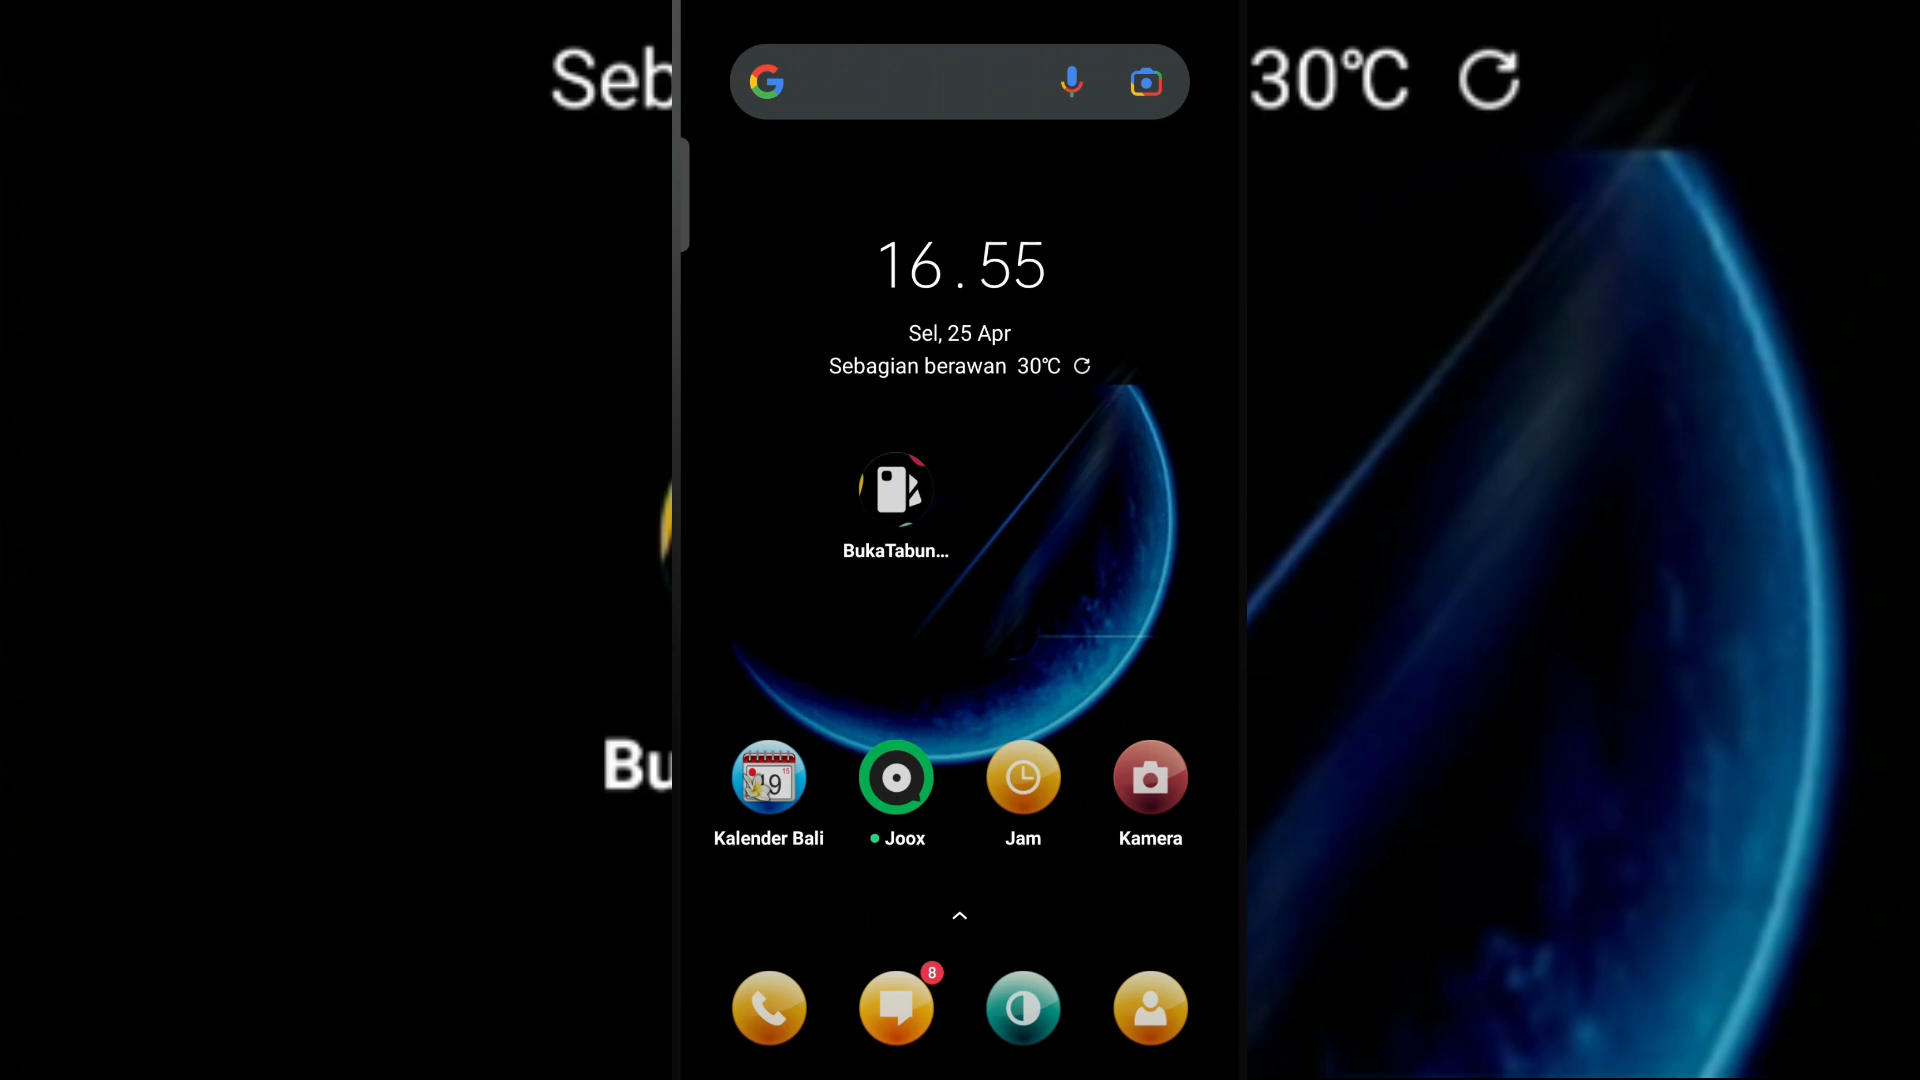 Seb
30℃
16.55
Sel, 25 Apr
Sebagian berawan 30℃
BukaTabun...
Bu
19
15
Kalender Bali
Joox
Jam
Kamera
8